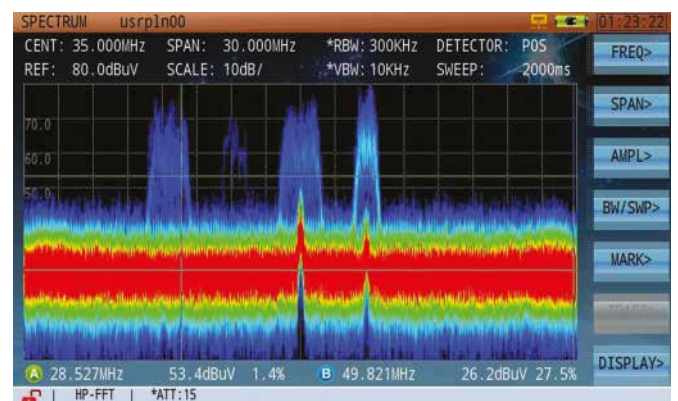 SPECTRUM usrpln00 01:23:22
CENT: 35.000MHz SPAN: 30.000MHz *RBW: 300KHz DETECTOR: POS
REF: 80.0dBuV SCALE: 10dB/ *VBW: 10KHz SWEEP: 2000ms
FREQ>
SPAN>
AMPL>
BW/SWP>
MARK>
DISPLAY>
70.0
60.0
50.0
A 28.527MHz 53.4dBuV 1.4% B 49.821MHz 26.2dBuV 27.5%
HP-FFT | *ATT:15